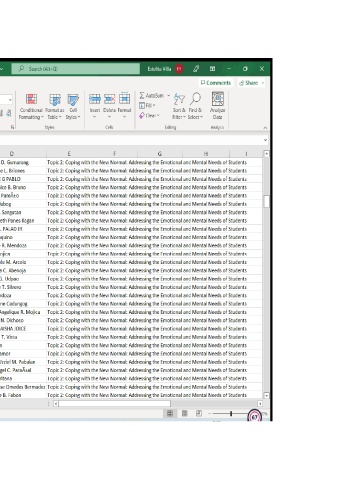 Search (Alt+Q)
Estelita Villa
EV
Comments
Share
Conditional Formatting
Format as Table
Cell Styles
Insert
Delete
Format
AutoSum
Fill
Clear
Sort & Filter
Find & Select
Analyze Data
Styles
Cells
Editing
Analysis
D E F G H I
D. Gumarang Topic 2: Coping with the New Normal: Addressing the Emotional and Mental Needs of Students
e L. Briones Topic 2: Coping with the New Normal: Addressing the Emotional and Mental Needs of Students
E G PABLO Topic 2: Coping with the New Normal: Addressing the Emotional and Mental Needs of Students
ico B. Bruno Topic 2: Coping with the New Normal: Addressing the Emotional and Mental Needs of Students
Topic 2: Coping with the New Normal: Addressing the Emotional and Mental Needs of Students
Topic 2: Coping with the New Normal: Addressing the Emotional and Mental Needs of Students
. Sangutan Topic 2: Coping with the New Normal: Addressing the Emotional and Mental Needs of Students
eth Panes Kogan Topic 2: Coping with the New Normal: Addressing the Emotional and Mental Needs of Students
. PALAD III Topic 2: Coping with the New Normal: Addressing the Emotional and Mental Needs of Students
quino Topic 2: Coping with the New Normal: Addressing the Emotional and Mental Needs of Students
e R. Mendoza Topic 2: Coping with the New Normal: Addressing the Emotional and Mental Needs of Students
ojica Topic 2: Coping with the New Normal: Addressing the Emotional and Mental Needs of Students
Topic 2: Coping with the New Normal: Addressing the Emotional and Mental Needs of Students
a C. Abenoja Topic 2: Coping with the New Normal: Addressing the Emotional and Mental Needs of Students
Topic 2: Coping with the New Normal: Addressing the Emotional and Mental Needs of Students
T. Silvera Topic 2: Coping with the New Normal: Addressing the Emotional and Mental Needs of Students
ndoza Topic 2: Coping with the New Normal: Addressing the Emotional and Mental Needs of Students
Topic 2: Coping with the New Normal: Addressing the Emotional and Mental Needs of Students
Angelique R. Mojica Topic 2: Coping with the New Normal: Addressing the Emotional and Mental Needs of Students
N. Dichoso Topic 2: Coping with the New Normal: Addressing the Emotional and Mental Needs of Students
AISHA JOICE Topic 2: Coping with the New Normal: Addressing the Emotional and Mental Needs of Students
Topic 2: Coping with the New Normal: Addressing the Emotional and Mental Needs of Students
n Topic 2: Coping with the New Normal: Addressing the Emotional and Mental Needs of Students
amor Topic 2: Coping with the New Normal: Addressing the Emotional and Mental Needs of Students
Topic 2: Coping with the New Normal: Addressing the Emotional and Mental Needs of Students
Topic 2: Coping with the New Normal: Addressing the Emotional and Mental Needs of Students
Topic 2: Coping with the New Normal: Addressing the Emotional and Mental Needs of Students
se Omedes Bermudez Topic 2: Coping with the New Normal: Addressing the Emotional and Mental Needs of Students
e B. Fabon Topic 2: Coping with the New Normal: Addressing the Emotional and Mental Needs of Students
67